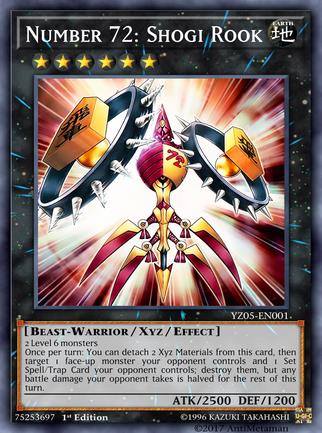 Number 72: Shogi Rook
EARTH
地
72
YZ05-EN001
[Beast-Warrior / Xyz / Effect]
2 Level 6 monsters
Once per turn: You can detach 2 Xyz Materials from this card, then
target 1 face-up monster your opponent controls and 1 Set
Spell/Trap Card your opponent controls; destroy them, but any
battle damage your opponent takes is halved for the rest of this
turn.
ATK/2500 DEF/1200
75253697 1st Edition ©1996 KAZUKI TAKAHASHI
©2017 AntiMetaman